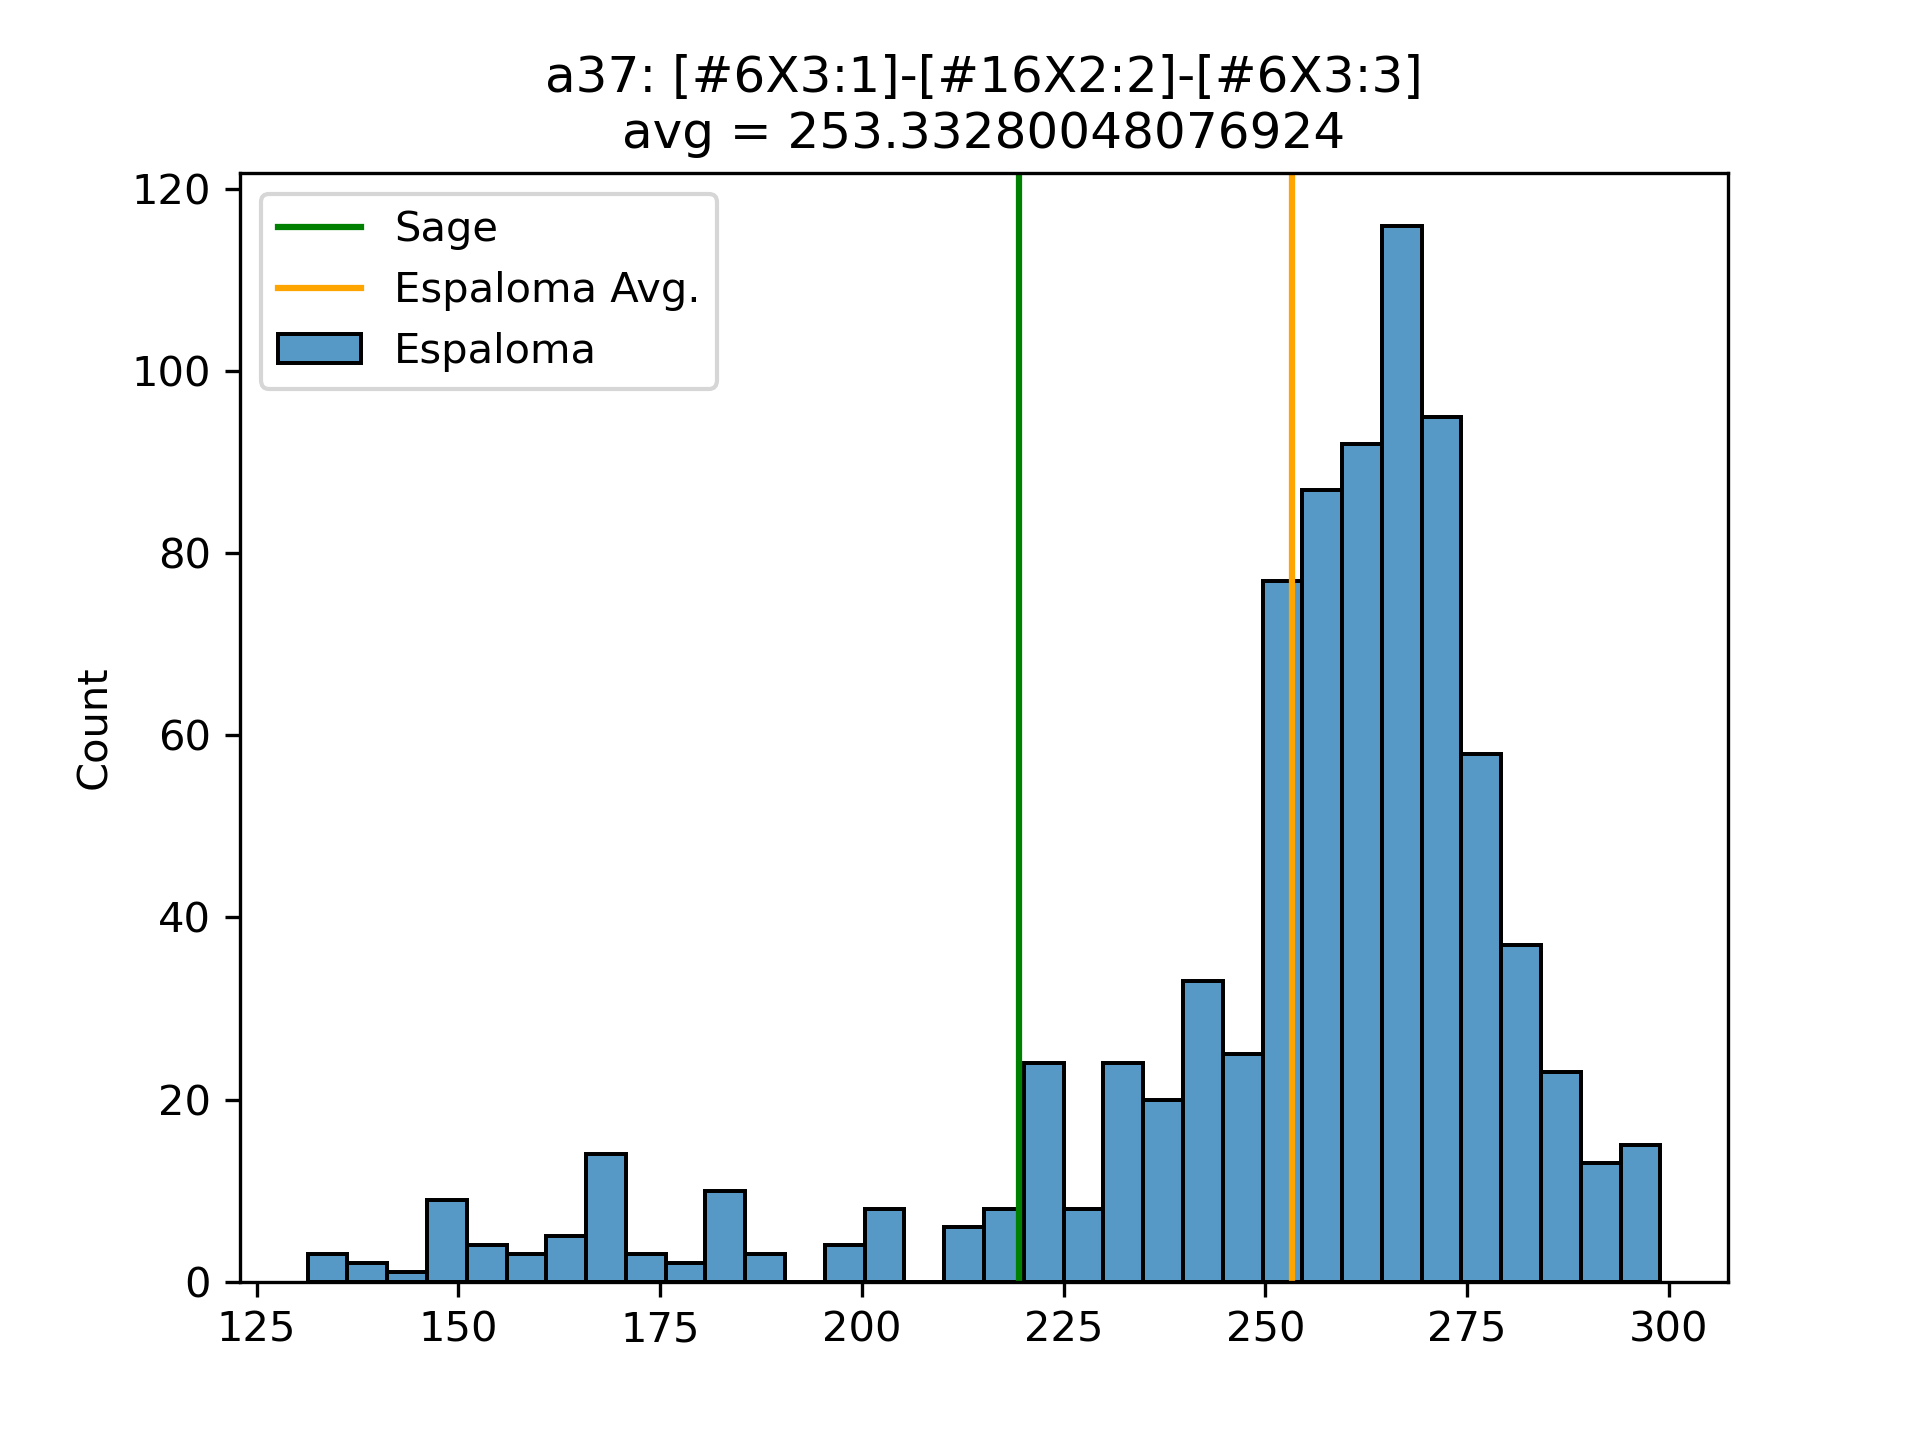 a37: [#6X3:1]-[#16X2:2]-[#6X3:3]
avg = 253.33280048076924
Sage
Espaloma Avg.
Espaloma
Count
120
100
80
60
40
20
0
125 150 175 200 225 250 275 300